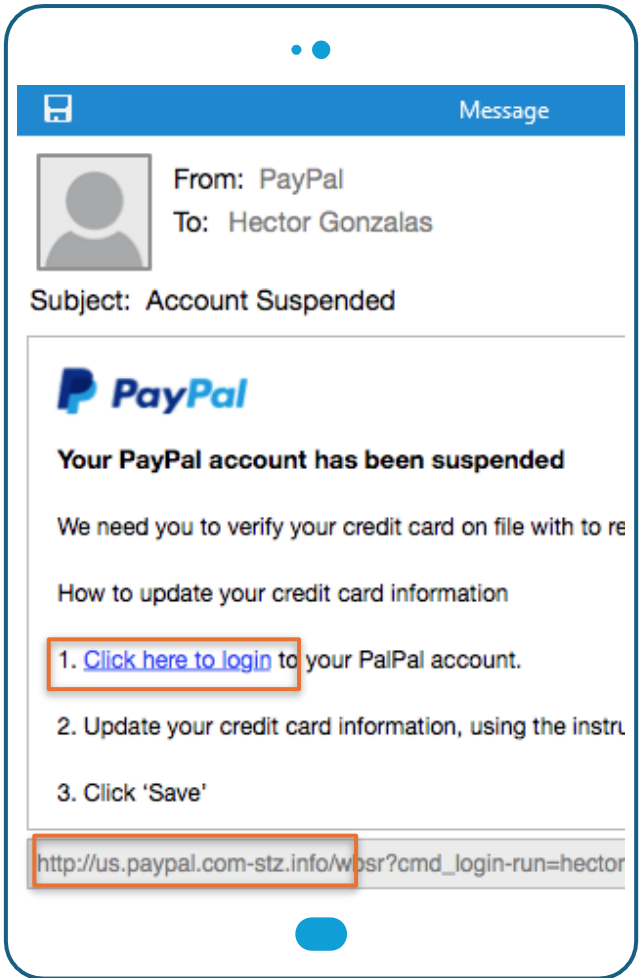 Message
From: PayPal
To: Hector Gonzalas
Subject: Account Suspended
PayPal
Your PayPal account has been suspended
We need you to verify your credit card on file with to re
How to update your credit card information
1. Click here to login to your PalPal account.
2. Update your credit card information, using the instru
3. Click ‘Save’
http://us.paypal.com-stz.info/wbsr?cmd_login-run=hector